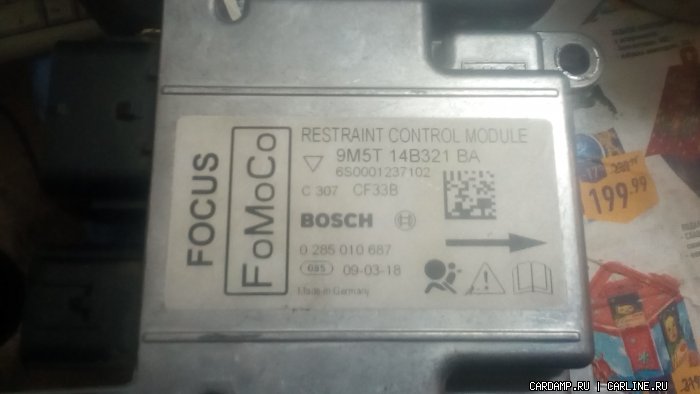 FOCUS
FoMoCo
RESTRAINT CONTROL MODULE
9M5T 14B321 BA
6S0001237102
C 307 CF33B
BOSCH
0 285 010 687
085 09-03-18
Made in Germany
199.99
CARDAMP.RU | CARLINE.RU